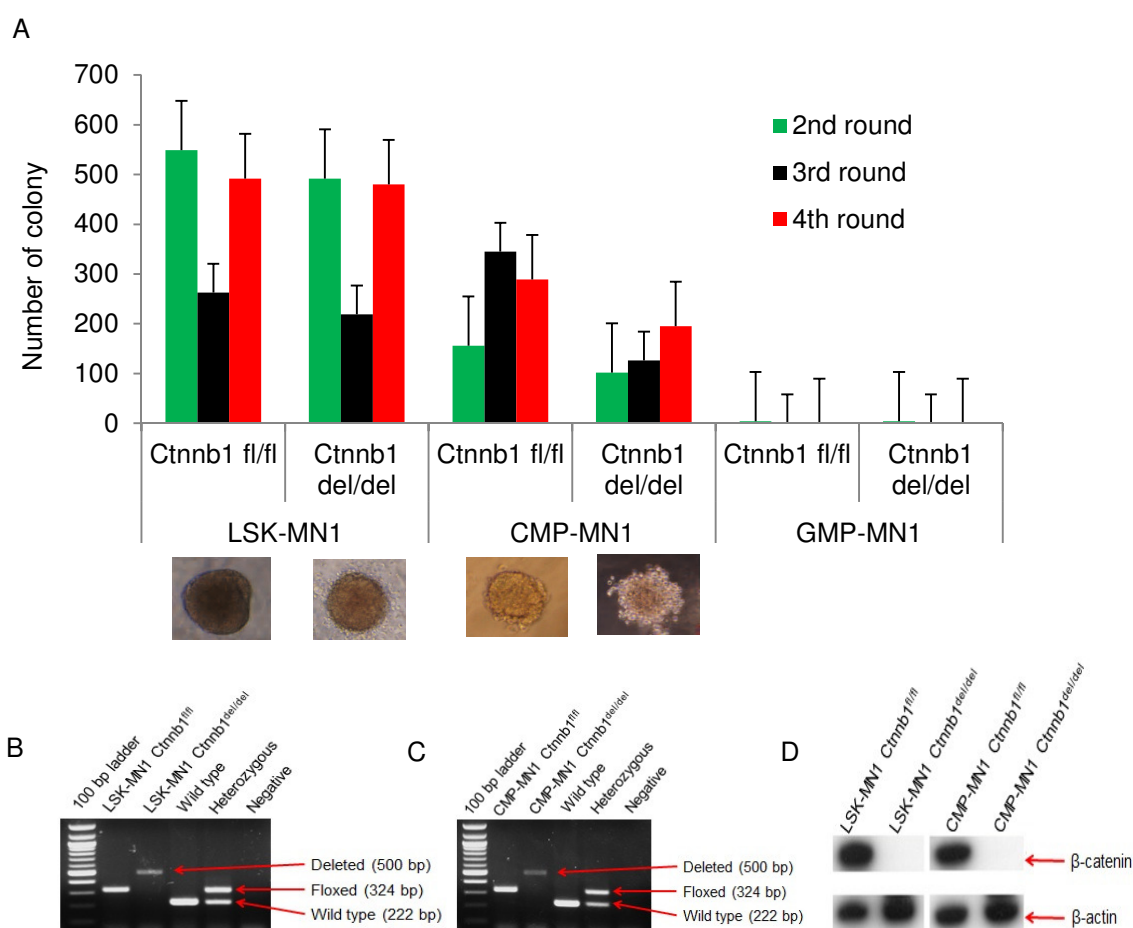 A
700
600
500
400
300
200
100
0
Number of colony
2nd round
3rd round
4th round
Ctnnb1 fl/fl
Ctnnb1 del/del
Ctnnb1 fl/fl
Ctnnb1 del/del
Ctnnb1 fl/fl
Ctnnb1 del/del
LSK-MN1
CMP-MN1
GMP-MN1
B
100 bp ladder
LSK-MN1 Ctnnb1fl/fl
LSK-MN1 Ctnnb1del/del
Wild type
Heterozygous
Negative
Deleted (500 bp)
Floxed (324 bp)
Wild type (222 bp)
C
100 bp ladder
CMP-MN1 Ctnnb1fl/fl
CMP-MN1 Ctnnb1del/del
Wild type
Heterozygous
Negative
Deleted (500 bp)
Floxed (324 bp)
Wild type (222 bp)
D
LSK-MN1 Ctnnb1fl/fl
LSK-MN1 Ctnnb1del/del
CMP-MN1 Ctnnb1fl/fl
CMP-MN1 Ctnnb1del/del
β-catenin
β-actin